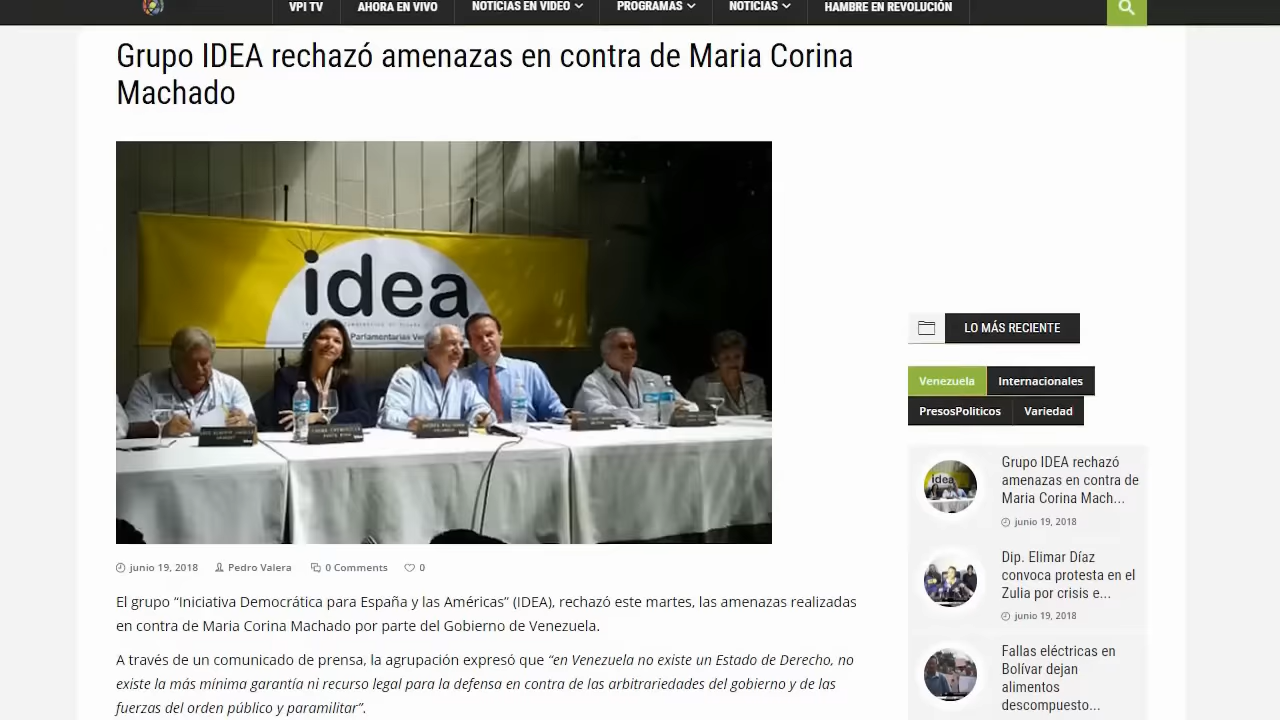 VPI TV
AHORA EN VIVO
NOTICIAS EN VIDEO
PROGRAMAS
NOTICIAS
HAMBRE EN REVOLUCIÓN
Grupo IDEA rechazó amenazas en contra de Maria Corina
Machado
idea
Parlamentarias
junio 19, 2018
Pedro Valera
0 Comments
0
El grupo “Iniciativa Democrática para España y las Américas” (IDEA), rechazó este martes, las amenazas realizadas
en contra de Maria Corina Machado por parte del Gobierno de Venezuela.
A través de un comunicado de prensa, la agrupación expresó que “en Venezuela no existe un Estado de Derecho, no
existe la más mínima garantía ni recurso legal para la defensa en contra de las arbitrariedades del gobierno y de las
fuerzas del orden público y paramilitar”.
LO MÁS RECIENTE
Venezuela
Internacionales
PresosPoliticos
Variedad
Grupo IDEA rechazó
amenazas en contra de
Maria Corina Mach...
junio 19, 2018
Dip. Elimar Díaz
convoca protesta en el
Zulia por crisis e...
junio 19, 2018
Fallas eléctricas en
Bolívar dejan
alimentos
descompuesto...